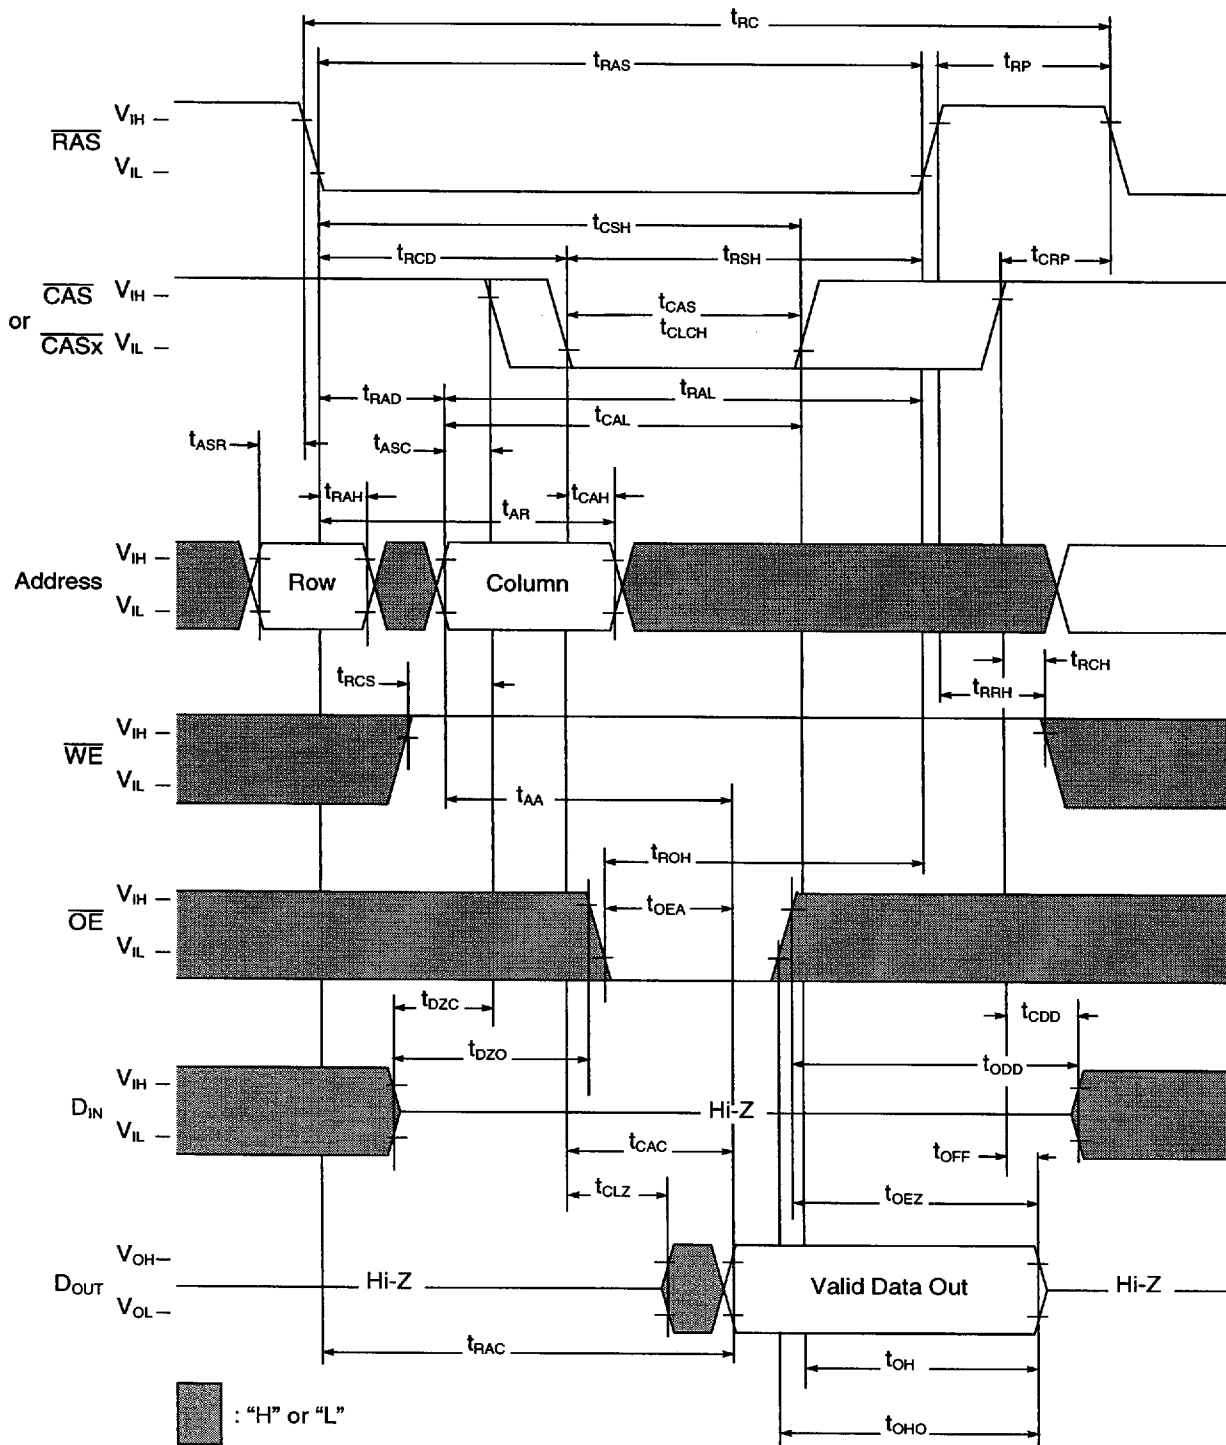 tRC
tRAS
tRP
VIH
RAS
VIL
tCSH
tRCD
tRSH
tCRP
CAS
VIH
tCAS
or
tCLCH
CASx
VIL
tRAD
tRAL
tCAL
tASR
tASC
tRAH
tCAH
tAR
VIH
Address
Row
Column
VIL
tRCH
tRCS
tRRH
VIH
WE
VIL
tAA
tROH
VIH
OE
tOEA
VIL
tDZC
tCDD
tDZO
tODD
VIH
DIN
Hi-Z
VIL
tCAC
tOFF
tCLZ
tOEZ
VOH
DOUT
Hi-Z
Valid Data Out
Hi-Z
VOL
tRAC
tOH
: “H” or “L”
tOHO